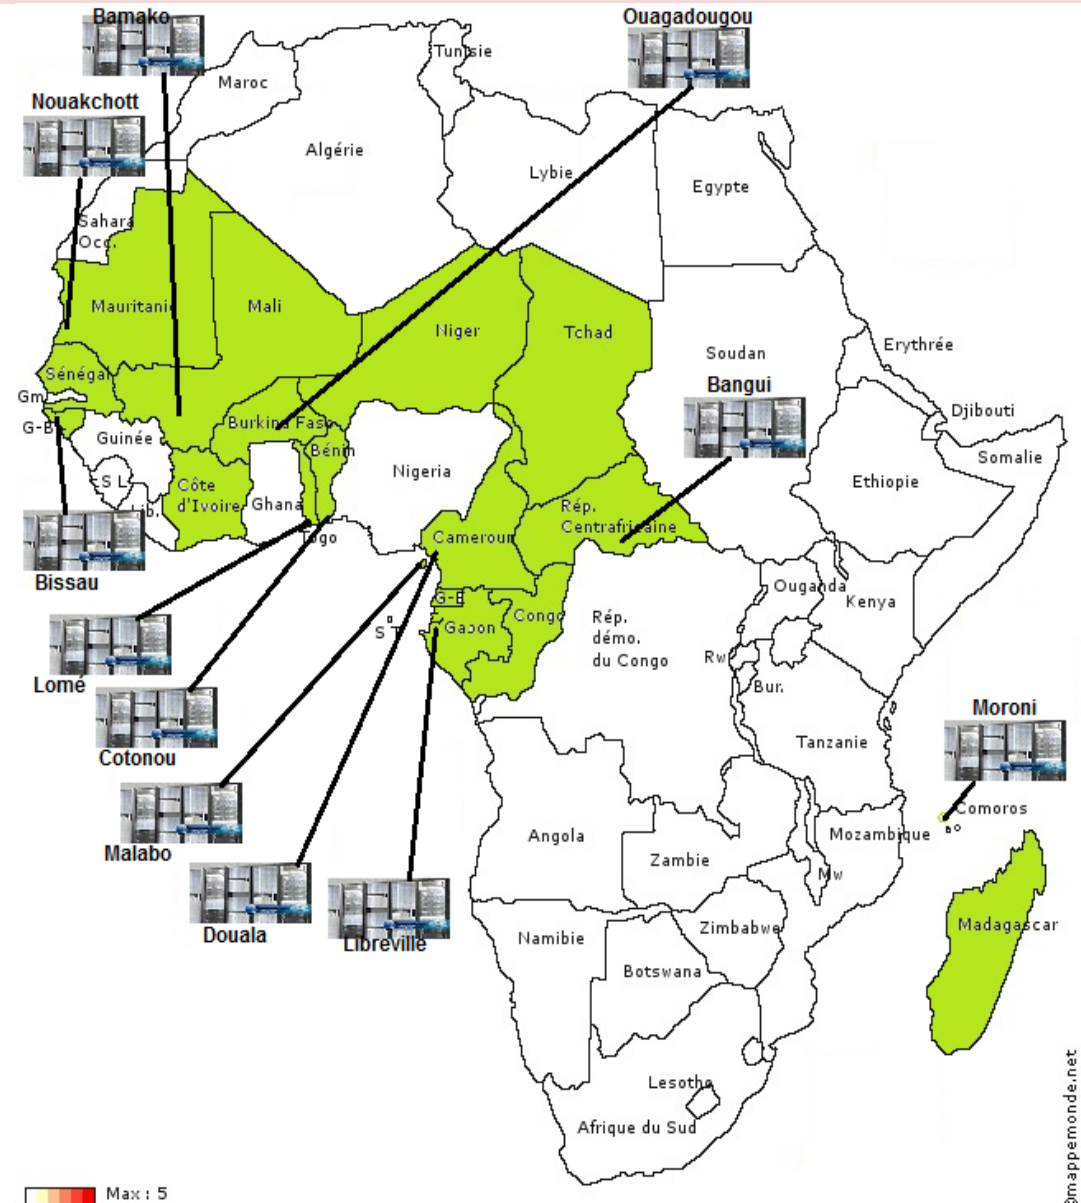 Bamako
Ouagadougou
Nouakchott
Tunisie
Maroc
Algérie
Lybie
Egypte
Sahara
Occ.
Mauritanie
Mali
Niger
Tchad
Soudan
Erythrée
Sénégal
Gm
Bangui
Djibouti
G-B
Guinée
Burkina Faso
Bénin
Nigeria
Somalie
S L
Côte
d'Ivoire
Ghana
Ethiopie
Lib.
Rép.
Centrafricaine
Togo
Cameroun
Bissau
Ouganda
Kenya
G-E
Gabon
Congo
S T
Rép.
démo.
du Congo
Rw
Bur.
Lomé
Moroni
Tanzanie
Cotonou
Comoros
Malabo
Angola
Mozambique
Zambie
Mw
Douala
Libreville
Namibie
Zimbabwe
Madagascar
Botswana
Lesotho
Afrique du Sud
Max : 5
@mappemonde.net